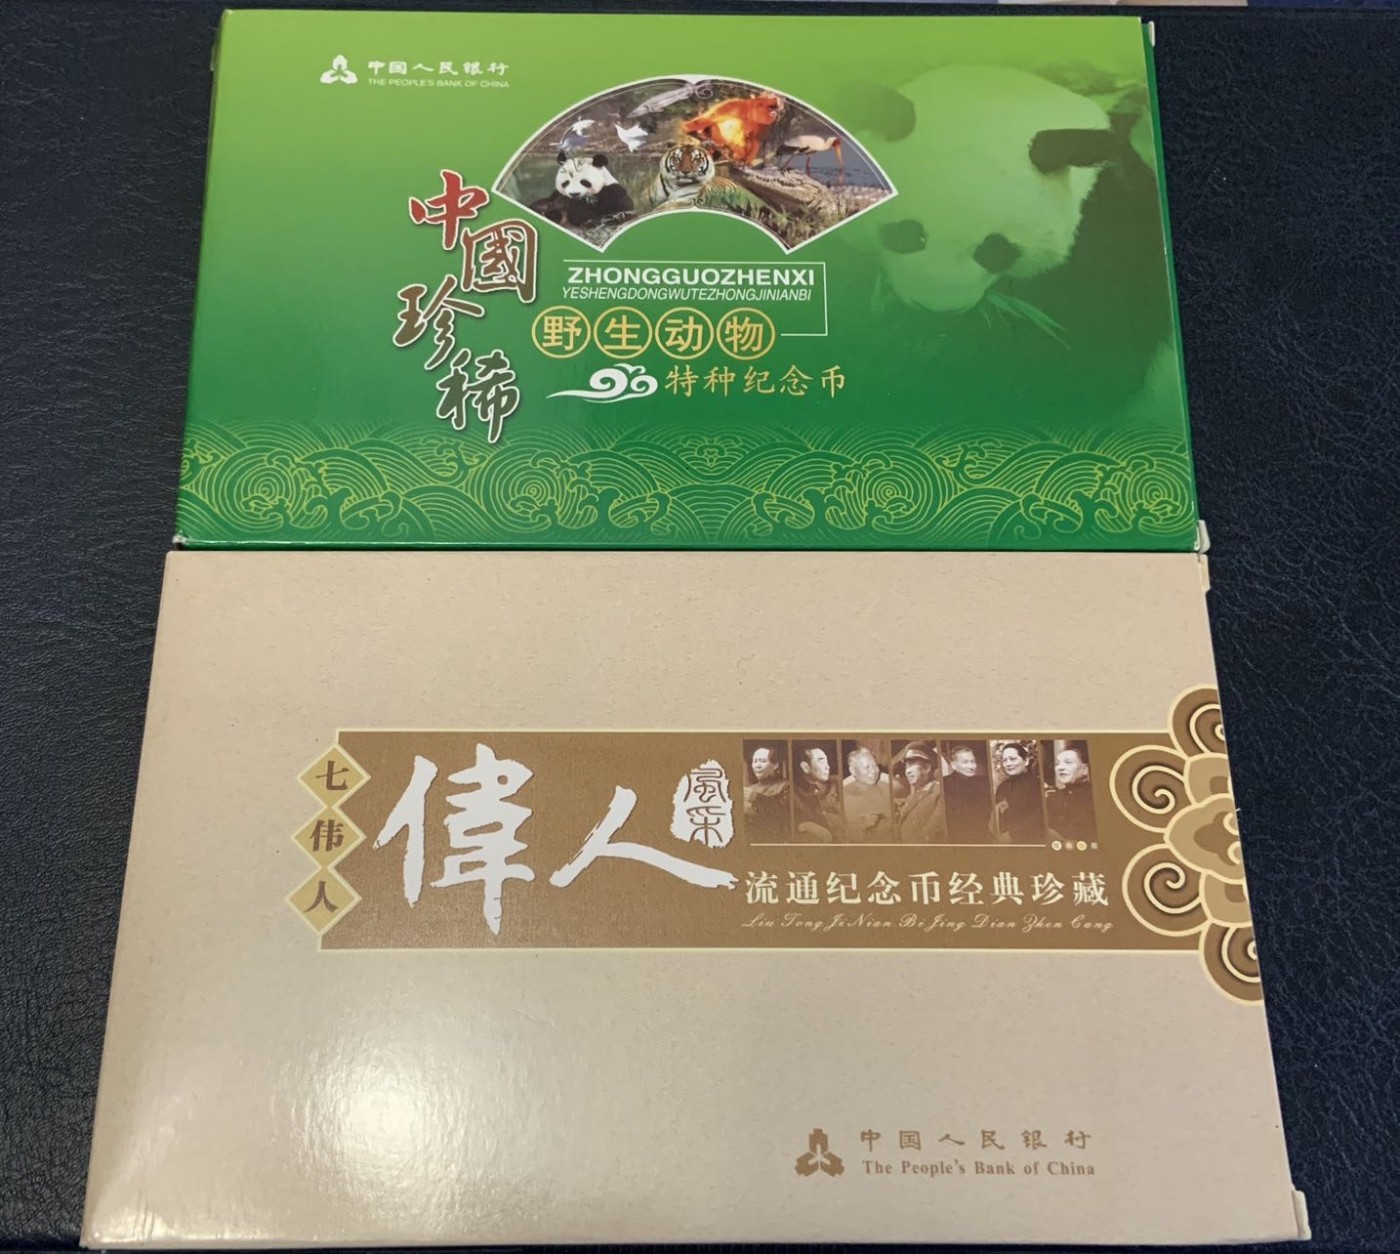 中国人民银行
THE PEOPLE'S BANK OF CHINA
中國珍稀
ZHONGGUOZHENXI
YESHENGDONGWUTEZHONGJINIANBI
野生动物
特种纪念币
七伟人
偉人
风采
流通纪念币经典珍藏
Liu Tong Ji Nian Bi Jing Dian Zhen Cang
中国人民银行
The People's Bank of China